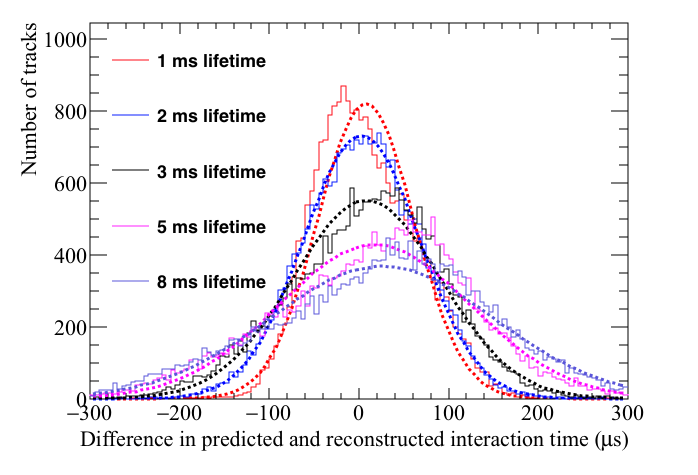 Number of tracks
1000
800
600
400
200
0
1 ms lifetime
2 ms lifetime
3 ms lifetime
5 ms lifetime
8 ms lifetime
−300 −200 −100 0 100 200 300
Difference in predicted and reconstructed interaction time (μs)